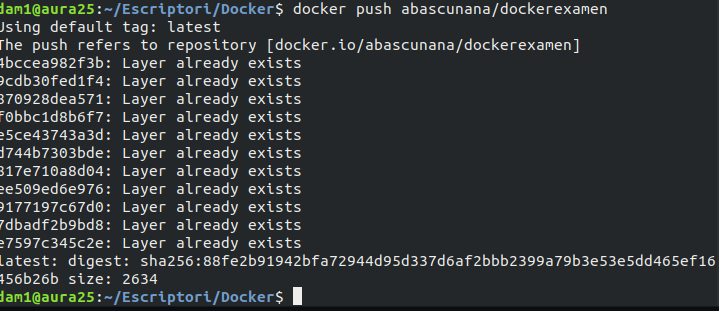 dam1@aura25:~/Escriptori/Docker$ docker push abascunana/dockerexamen
Using default tag: latest
The push refers to repository [docker.io/abascunana/dockerexamen]
4bccea982f3b: Layer already exists
9cdb30fed1f4: Layer already exists
870928dea571: Layer already exists
f0bbc1d8b6f7: Layer already exists
e5ce43743a3d: Layer already exists
d744b7303bde: Layer already exists
817e710a8d04: Layer already exists
ee509ed6e976: Layer already exists
9177197c67d0: Layer already exists
7dbadf2b9bd8: Layer already exists
e7597c345c2e: Layer already exists
latest: digest: sha256:88fe2b91942bfa72944d95d337d6af2bbb2399a79b3e53e5dd465ef16
456b26b size: 2634
dam1@aura25:~/Escriptori/Docker$